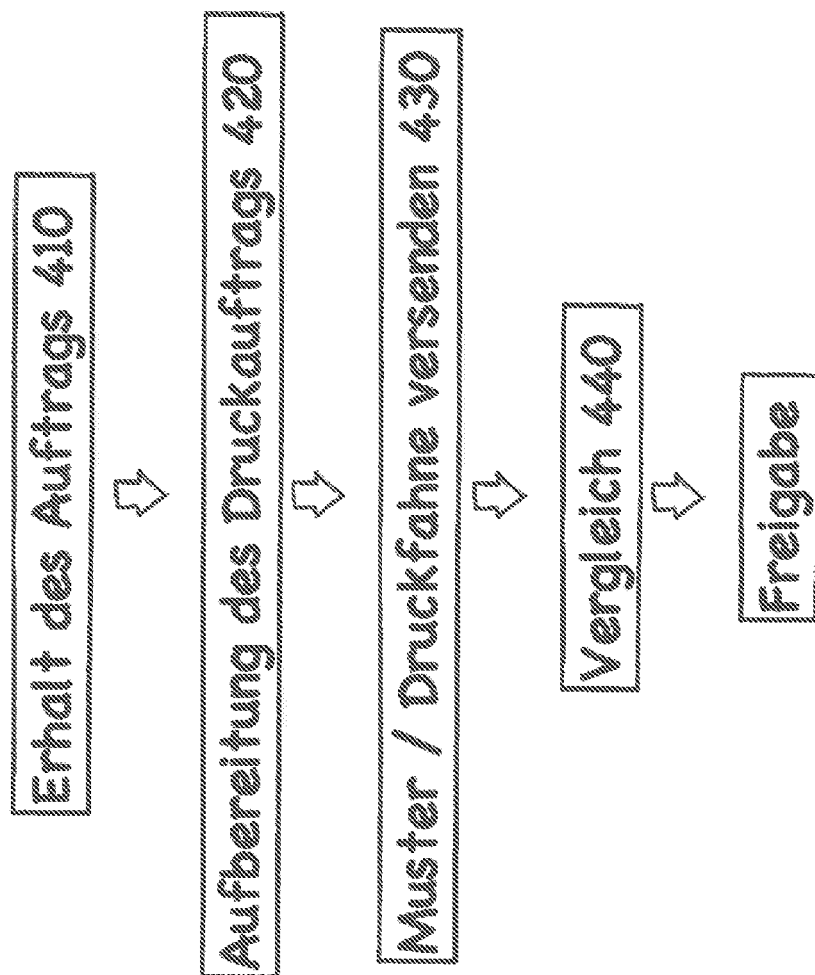 Erhalt des Auftrags 410
Aufbereitung des Druckauftrags 420
Muster / Druckfahne versenden 430
Vergleich 440
Freigabe